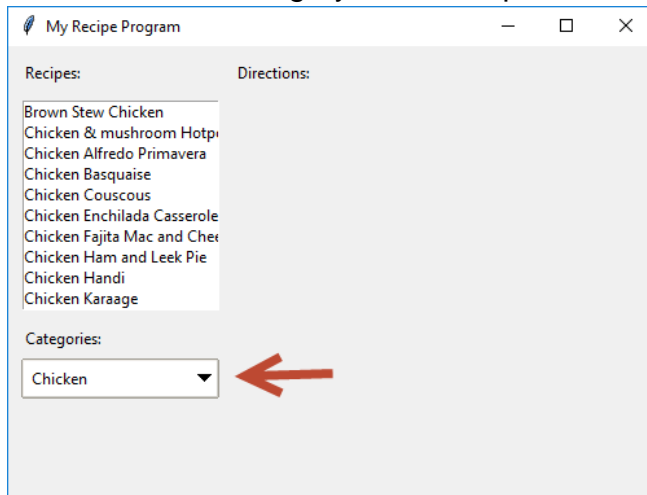 My Recipe Program
Recipes:
Directions:
Brown Stew Chicken
Chicken & mushroom Hotp
Chicken Alfredo Primavera
Chicken Basquaise
Chicken Couscous
Chicken Enchilada Casserole
Chicken Fajita Mac and Chee
Chicken Ham and Leek Pie
Chicken Handi
Chicken Karaage
Categories:
Chicken